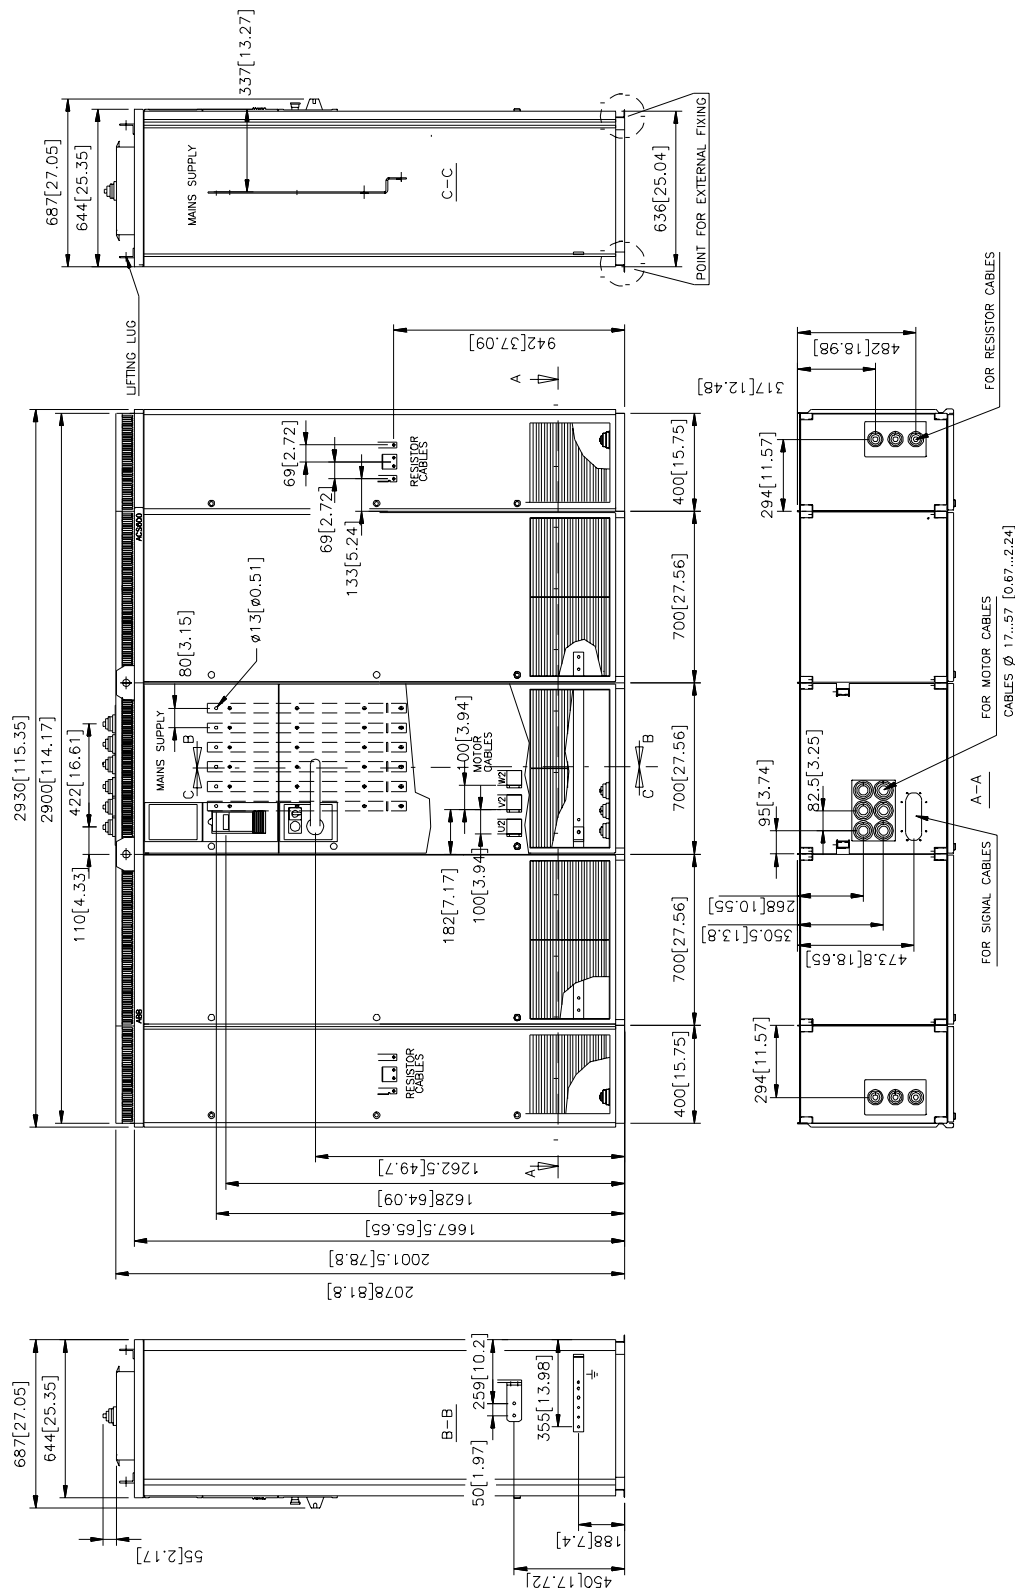 337[13.27]
687[27.05]
644[25.35]
MAINS SUPPLY
C-C
636[25.04]
POINT FOR EXTERNAL FIXING
LIFTING LUG
942[37.09]
A
2930[115.35]
2900[114.17]
422[16.61]
110[4.33]
ACS600
ABB
69[2.72]
69[2.72]
133[5.24]
RESISTOR
CABLES
400[15.75]
700[27.56]
700[27.56]
700[27.56]
400[15.75]
80[3.15]
ø13[ø0.51]
MAINS SUPPLY
B
C
100[3.94]
MOTOR
CABLES
U2
V2
W2
B
C
182[7.17]
100[3.94]
RESISTOR
CABLES
A
1262.5[49.7]
1628[64.09]
1667.5[65.65]
2001.5[78.8]
2078[81.8]
317[12.48]
482[18.98]
FOR RESISTOR CABLES
294[11.57]
FOR MOTOR CABLES
CABLES Ø 17...57 [0.67...2.24]
82.5[3.25]
95[3.74]
A-A
268[10.55]
350.5[13.8]
473.8[18.65]
FOR SIGNAL CABLES
294[11.57]
687[27.05]
644[25.35]
55[2.17]
B-B
259[10.2]
50[1.97]
355[13.98]
188[7.4]
450[17.72]